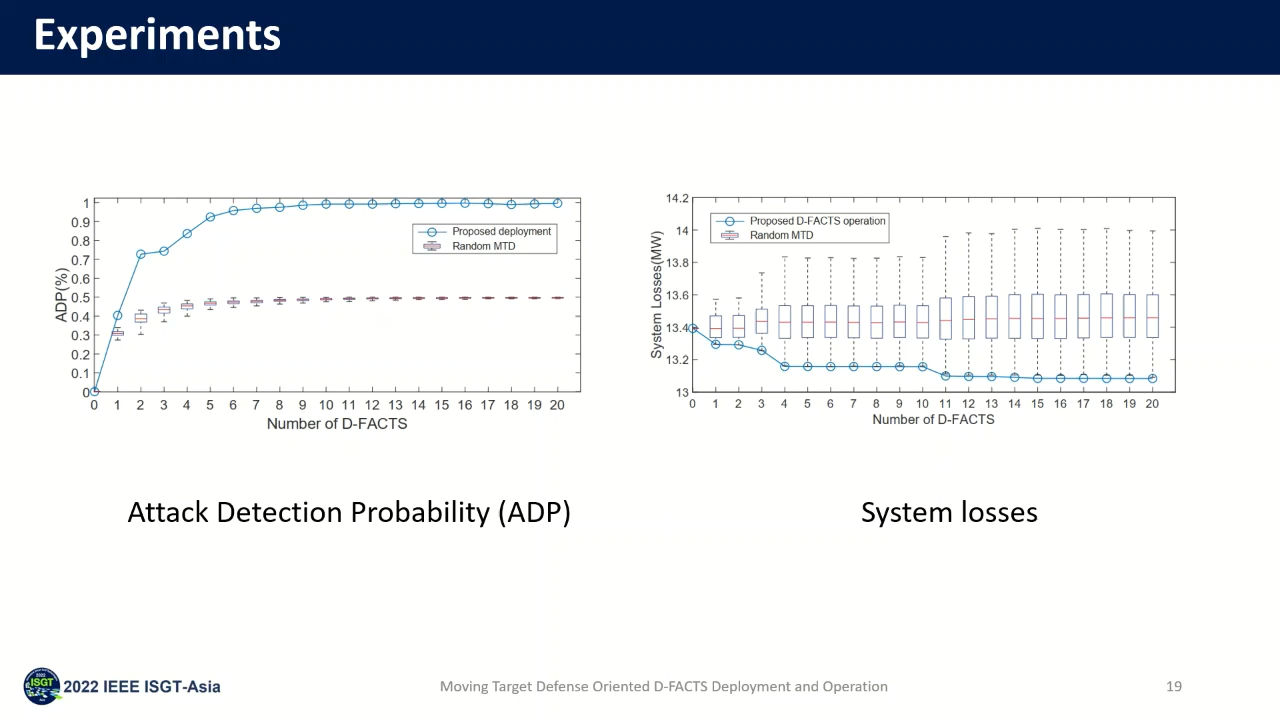 Experiments
1
0.9
0.8
0.7
0.6
0.5
0.4
0.3
0.2
0.1
0
ADP(%)
Proposed deployment
Random MTD
0 1 2 3 4 5 6 7 8 9 10 11 12 13 14 15 16 17 18 19 20
Number of D-FACTS
14.2
14
13.8
13.6
13.4
13.2
13
System Losses(MW)
Proposed D-FACTS operation
Random MTD
0 1 2 3 4 5 6 7 8 9 10 11 12 13 14 15 16 17 18 19 20
Number of D-FACTS
Attack Detection Probability (ADP)
System losses
2022
ISGT
2022 IEEE ISGT-Asia
Moving Target Defense Oriented D-FACTS Deployment and Operation
19